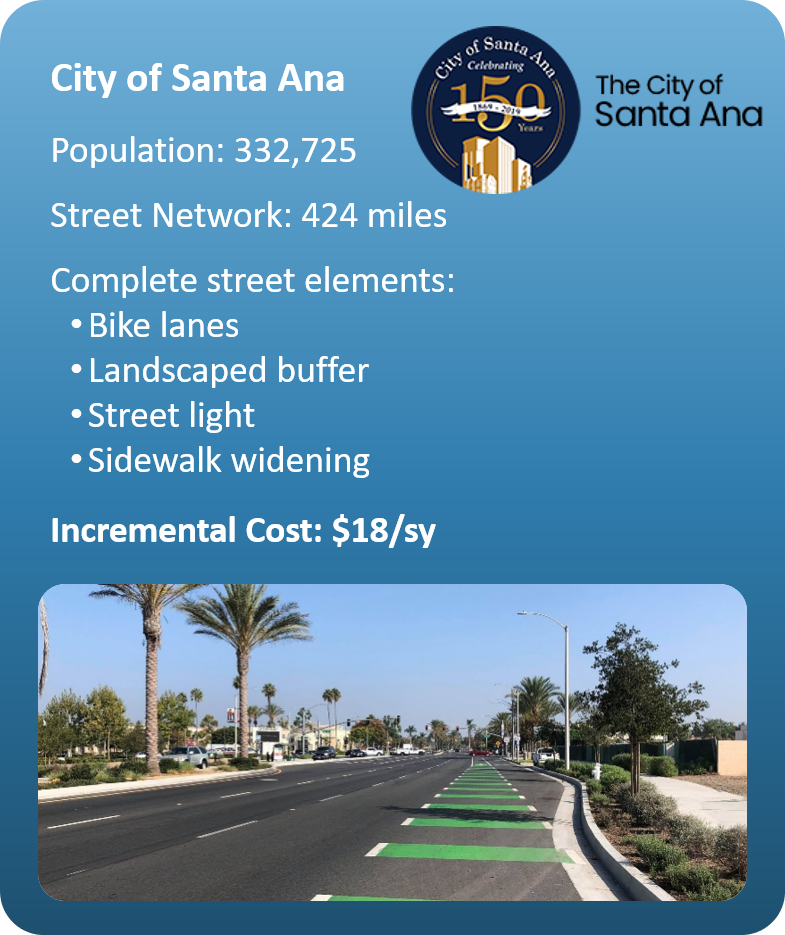 City of Santa Ana
City of Santa Ana
Celebrating
150
1869 - 2019
Years
The City of
Santa Ana
Population: 332,725
Street Network: 424 miles
Complete street elements:
• Bike lanes
• Landscaped buffer
• Street light
• Sidewalk widening
Incremental Cost: $18/sy